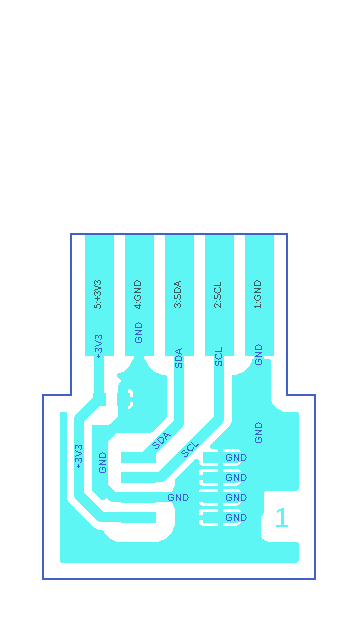 5:+3V3
4:GND
3:SDA
2:SCL
1:GND
+3V3
GND
SDA
SCL
GND
SDA
SCL
GND
+3V3
GND
GND
GND
GND
GND
GND
1